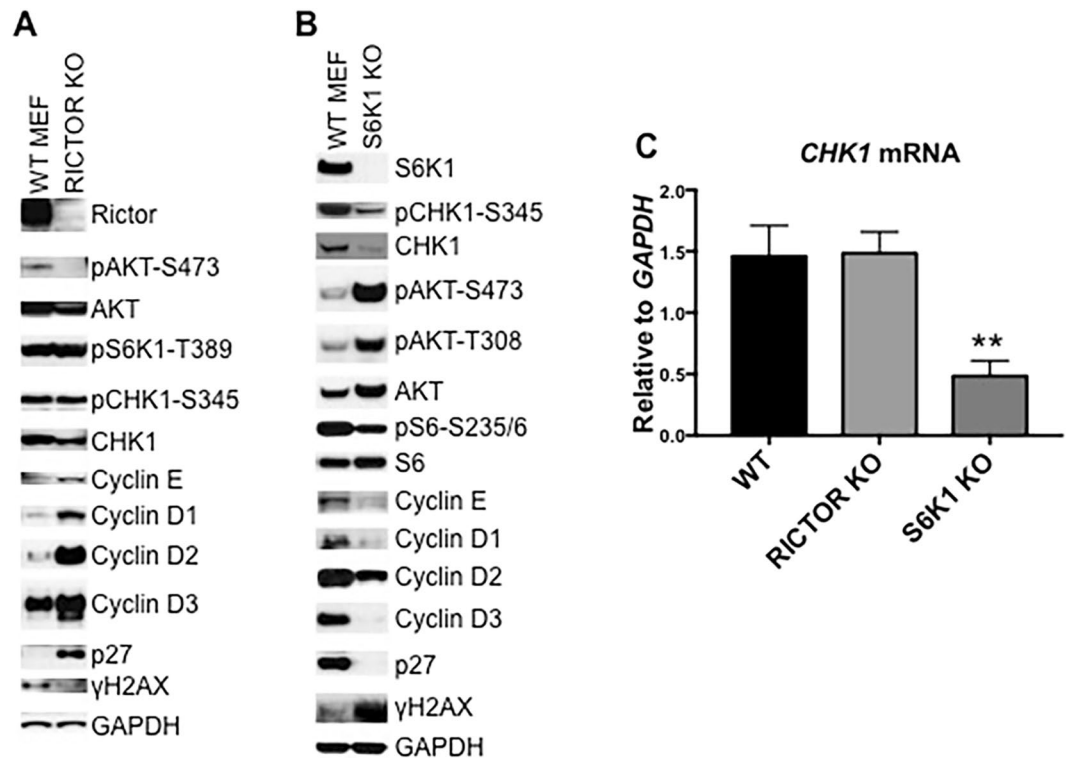 A
WT MEF
RICTOR KO
Rictor
pAKT-S473
AKT
pS6K1-T389
pCHK1-S345
CHK1
Cyclin E
Cyclin D1
Cyclin D2
Cyclin D3
p27
γH2AX
GAPDH
B
WT MEF
S6K1 KO
S6K1
pCHK1-S345
CHK1
pAKT-S473
pAKT-T308
AKT
pS6-S235/6
S6
Cyclin E
Cyclin D1
Cyclin D2
Cyclin D3
p27
γH2AX
GAPDH
C
CHK1 mRNA
Relative to GAPDH
2.0
1.5
1.0
0.5
0.0
**
WT
RICTOR KO
S6K1 KO